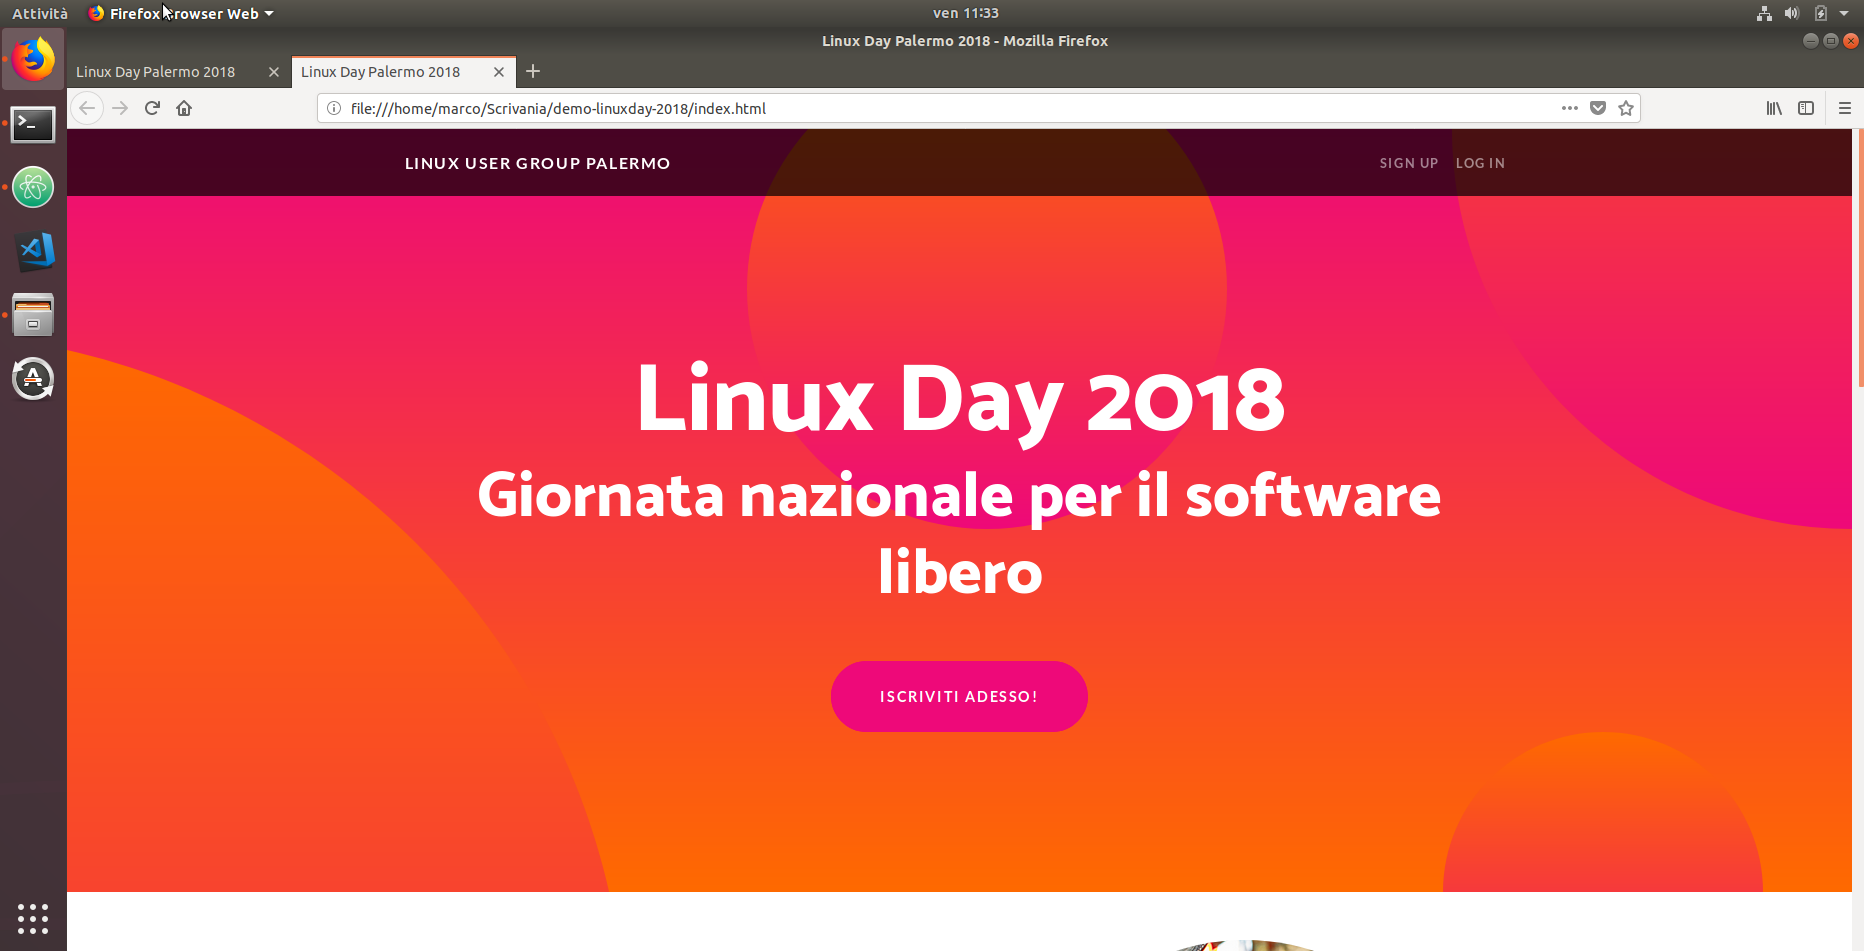 Attività
Firefox Browser Web
ven 11:33
Linux Day Palermo 2018 - Mozilla Firefox
Linux Day Palermo 2018
Linux Day Palermo 2018
file:///home/marco/Scrivania/demo-linuxday-2018/index.html
LINUX USER GROUP PALERMO
SIGN UP
LOG IN
Linux Day 2018
Giornata nazionale per il software
libero
ISCRIVITI ADESSO!